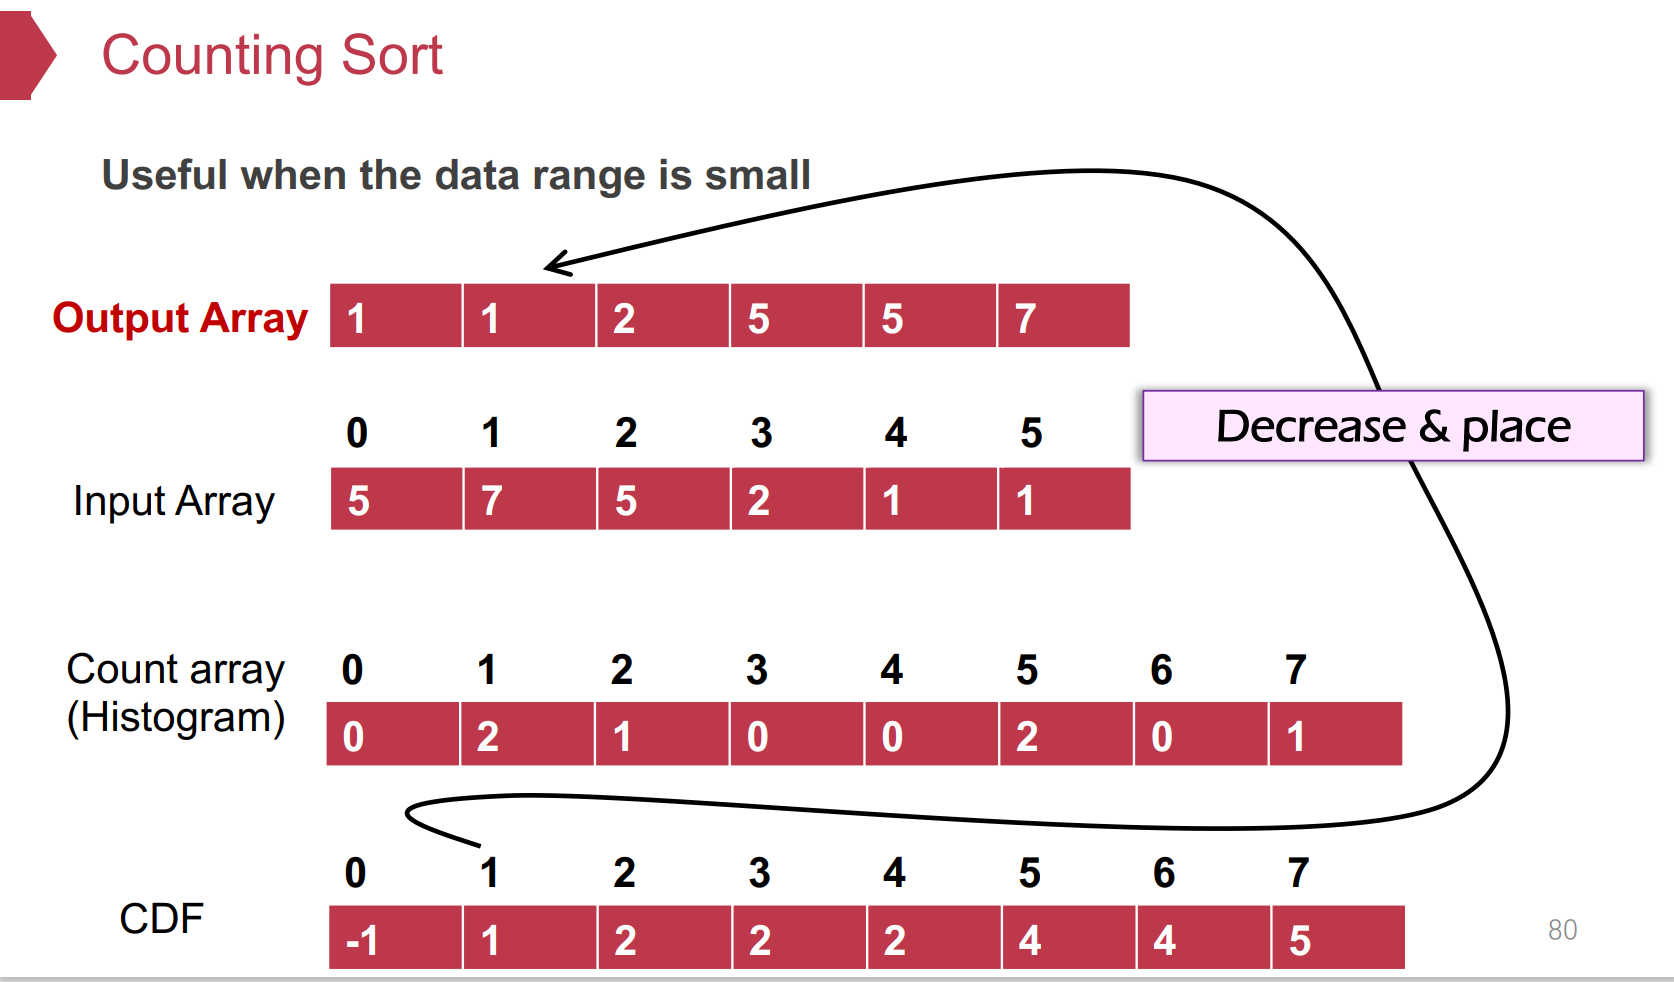 Counting Sort
Useful when the data range is small
Output Array 1 1 2 5 5 7
0 1 2 3 4 5
Decrease & place
Input Array 5 7 5 2 1 1
Count array 0 1 2 3 4 5 6 7
(Histogram) 0 2 1 0 0 2 0 1
0 1 2 3 4 5 6 7
CDF -1 1 2 2 2 4 4 5
80